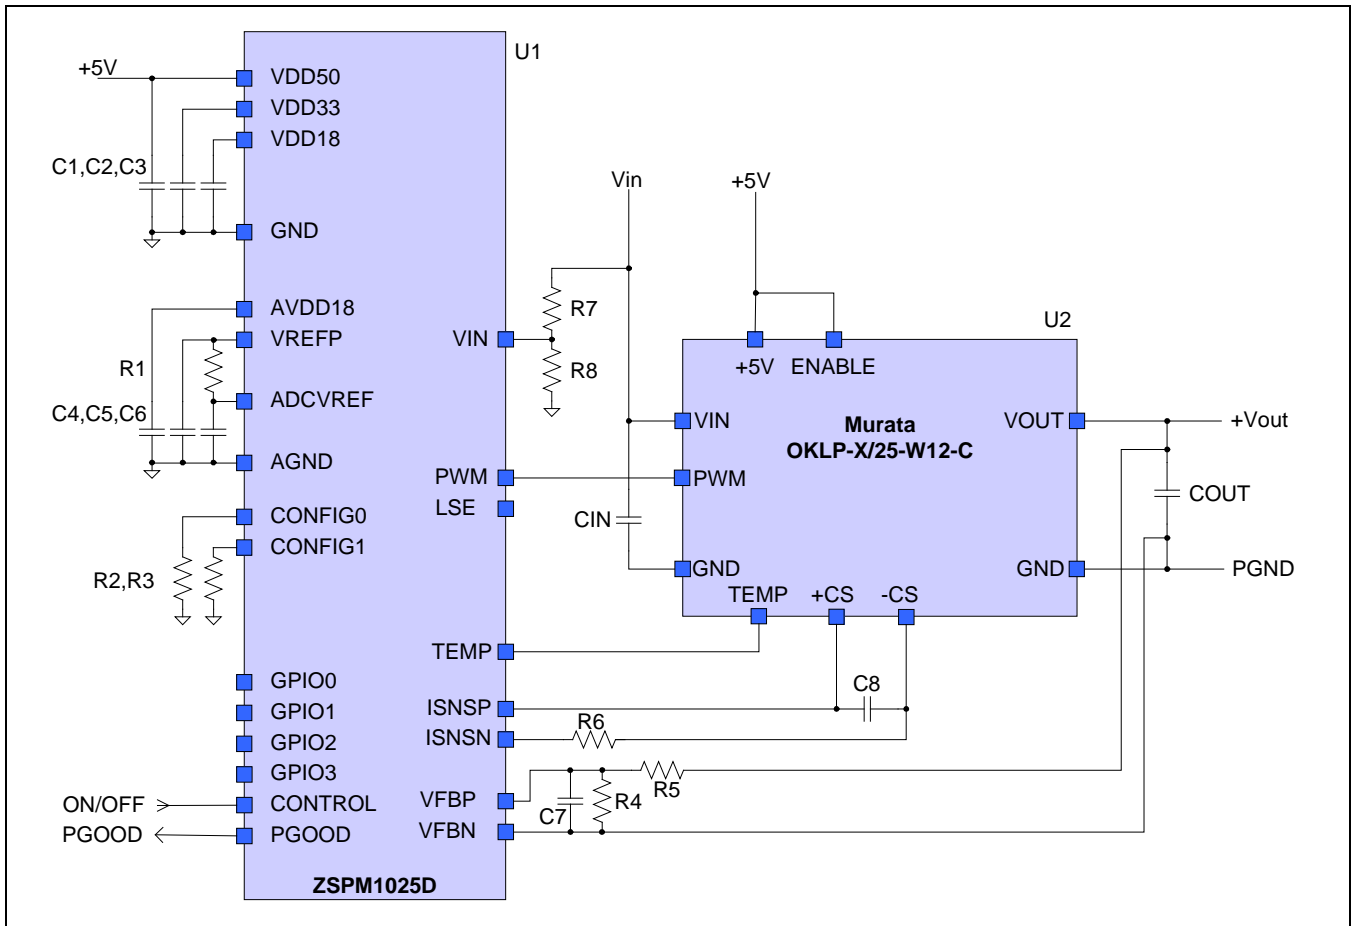 U1
+5V
VDD50
VDD33
VDD18
C1,C2,C3
GND
AVDD18
VREFP
R1
ADCVREF
C4,C5,C6
AGND
CONFIG0
CONFIG1
R2,R3
GPIO0
GPIO1
GPIO2
GPIO3
ON/OFF
CONTROL
PGOOD
PGOOD
ZSPM1025D
VIN
PWM
LSE
TEMP
ISNSP
ISNSN
VFBP
VFBN
Vin
+5V
R7
R8
CIN
U2
+5V
ENABLE
VIN
Murata
OKLP-X/25-W12-C
VOUT
+Vout
PWM
COUT
GND
GND
PGND
TEMP
+CS
-CS
C8
R6
R5
C7
R4